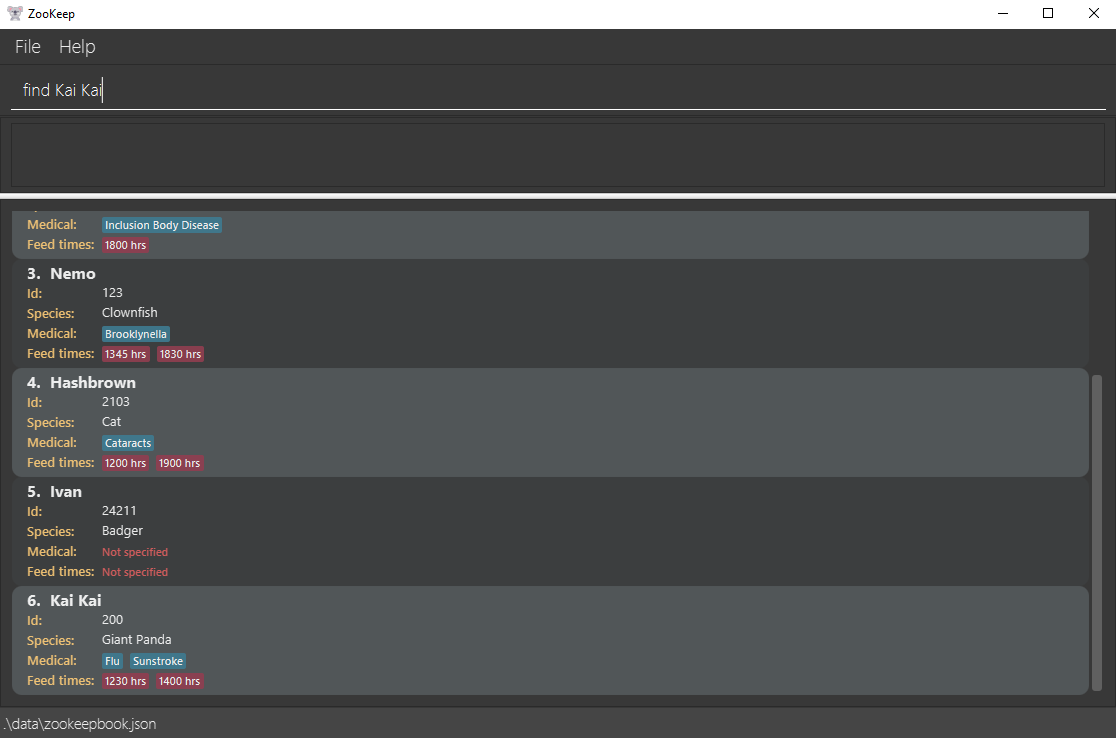 ZooKeep
File Help
find Kai Kai
Medical: Inclusion Body Disease
Feed times: 1800 hrs
3. Nemo
Id: 123
Species: Clownfish
Medical: Brooklynella
Feed times: 1345 hrs 1830 hrs
4. Hashbrown
Id: 2103
Species: Cat
Medical: Cataracts
Feed times: 1200 hrs 1900 hrs
5. Ivan
Id: 24211
Species: Badger
Medical: Not specified
Feed times: Not specified
6. Kai Kai
Id: 200
Species: Giant Panda
Medical: Flu Sunstroke
Feed times: 1230 hrs 1400 hrs
.\data\zookeepbook.json